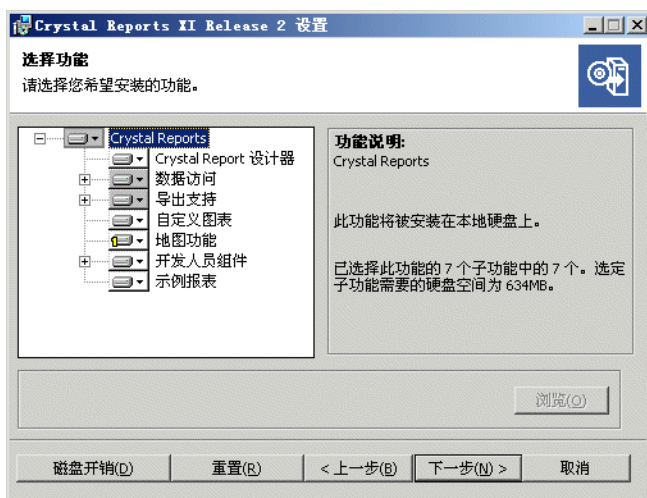 Crystal Reports XI Release 2 设置
选择功能
请选择您希望安装的功能。
Crystal Reports
Crystal Report 设计器
数据访问
导出支持
自定义图表
地图功能
开发人员组件
示例报表
功能说明:
Crystal Reports
此功能将被安装在本地硬盘上。
已选择此功能的 7 个子功能中的 7 个。选定
子功能需要的硬盘空间为 634MB。
浏览(O)
磁盘开销(D)
重置(R)
< 上一步(B)
下一步(N) >
取消